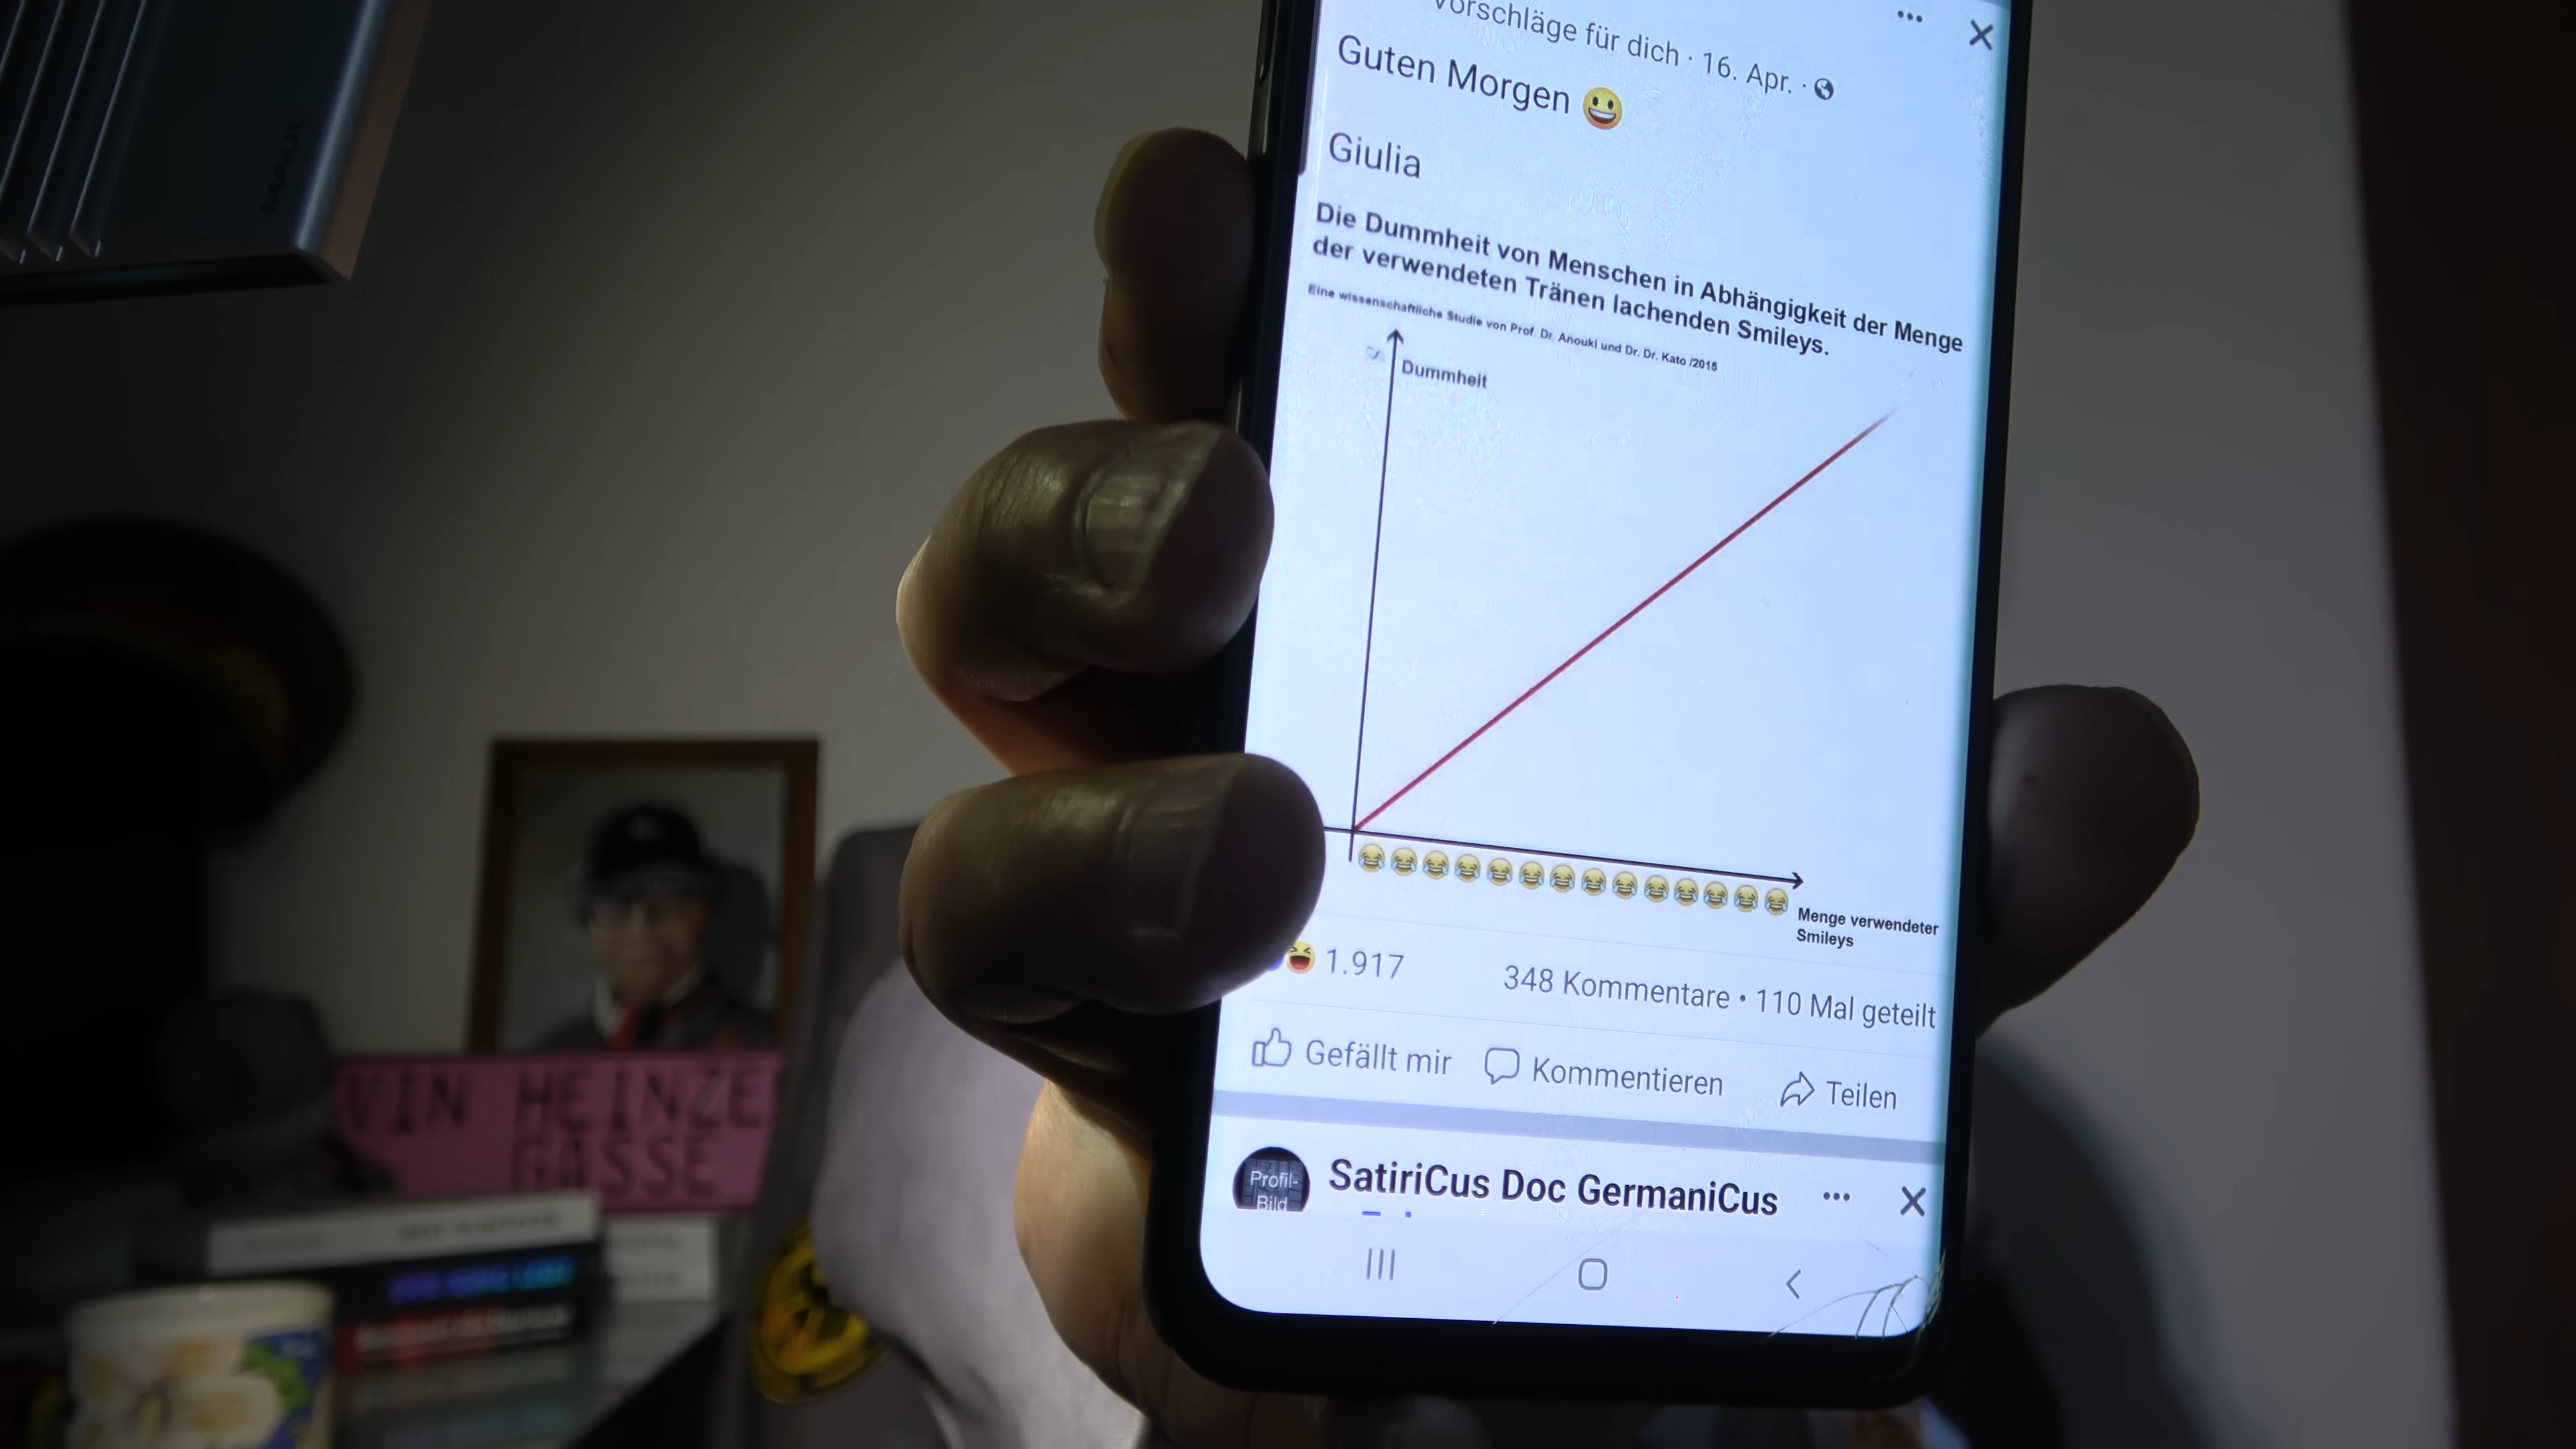 MAUL
Vorschläge für dich · 16. Apr. ·
Guten Morgen 😃
Giulia
Die Dummheit von Menschen in Abhängigkeit der Menge
der verwendeten Tränen lachenden Smileys.
Eine wissenschaftliche Studie von Prof. Dr. Anouki und Dr. Dr. Kato /2015
∞
Dummheit
😂😂😂😂😂😂😂😂😂😂😂😂😂😂
Menge verwendeter
Smileys
😆 1.917 348 Kommentare • 110 Mal geteilt
Gefällt mir Kommentieren Teilen
Profil-
Bild
SatiriCus Doc GermaniCus
VIN HEINZE
GASSE